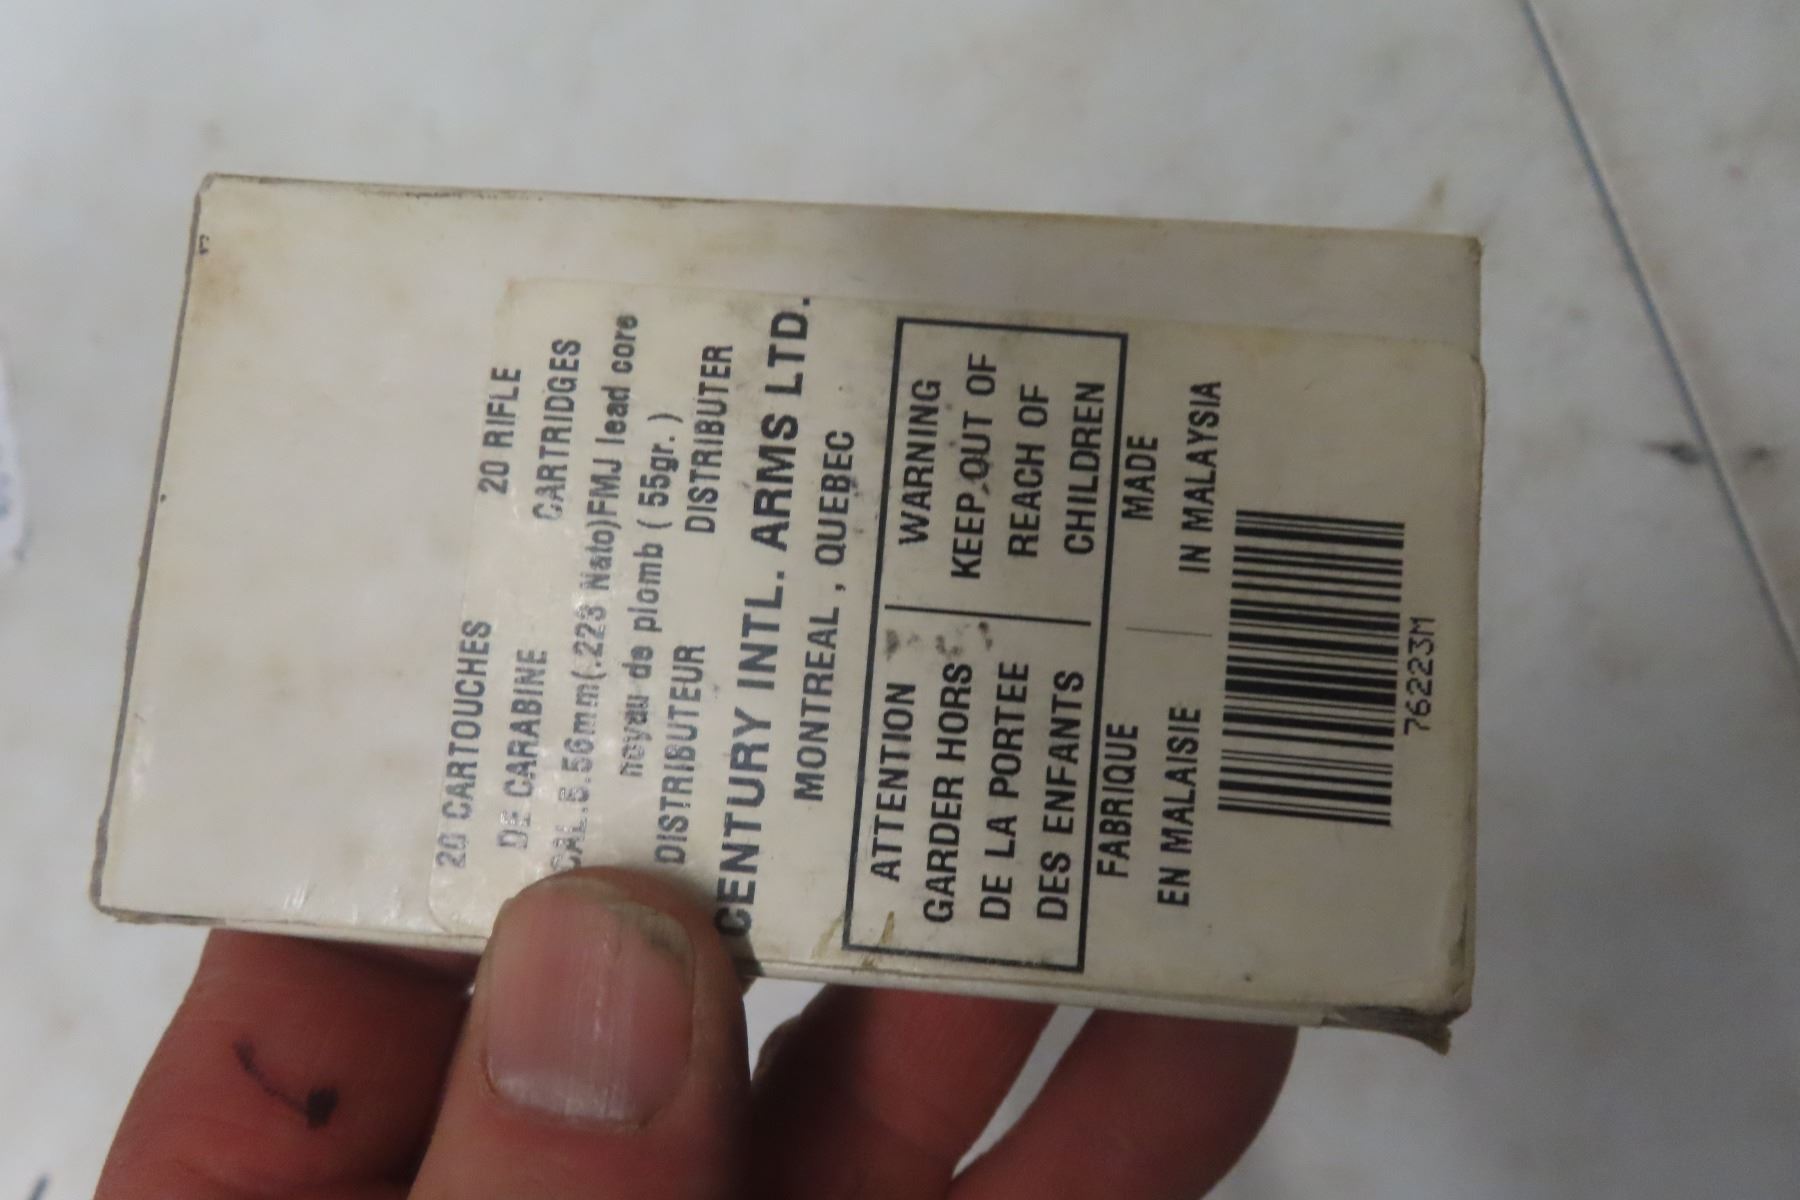 20 CARTOUCHES 20 RIFLE
DE CARABINE CARTRIDGES
CAL.5.56mm(.223 Nato)FMJ lead core
noyau de plomb ( 55gr. )
DISTRIBUTEUR DISTRIBUTER
CENTURY INTL. ARMS LTD.
MONTREAL , QUEBEC
ATTENTION WARNING
GARDER HORS KEEP OUT OF
DE LA PORTEE REACH OF
DES ENFANTS CHILDREN
FABRIQUE MADE
EN MALAISIE IN MALAYSIA
76223M